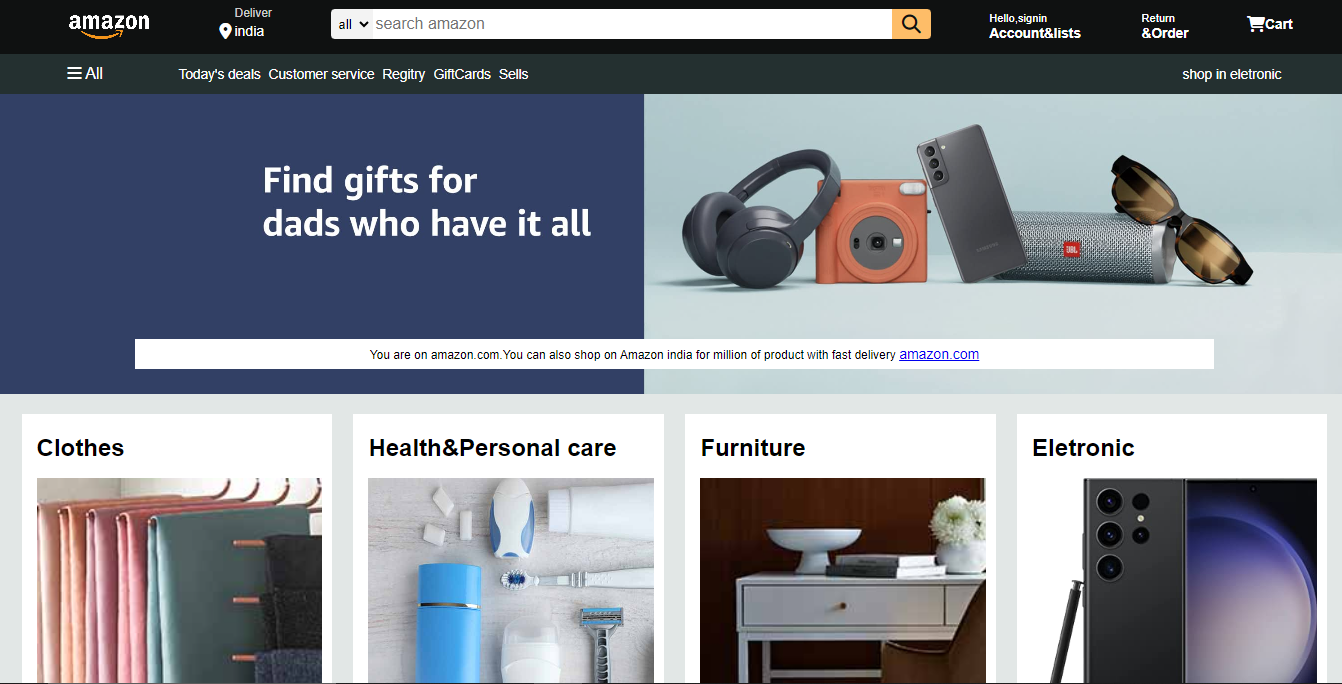 amazon
Deliver
india
all
search amazon
Hello,signin
Account&lists
Return
&Order
Cart
All
Today's deals Customer service Regitry GiftCards Sells
shop in eletronic
Find gifts for
dads who have it all
JBL
You are on amazon.com.You can also shop on Amazon india for million of product with fast delivery amazon.com
Clothes
Health&Personal care
Furniture
Eletronic